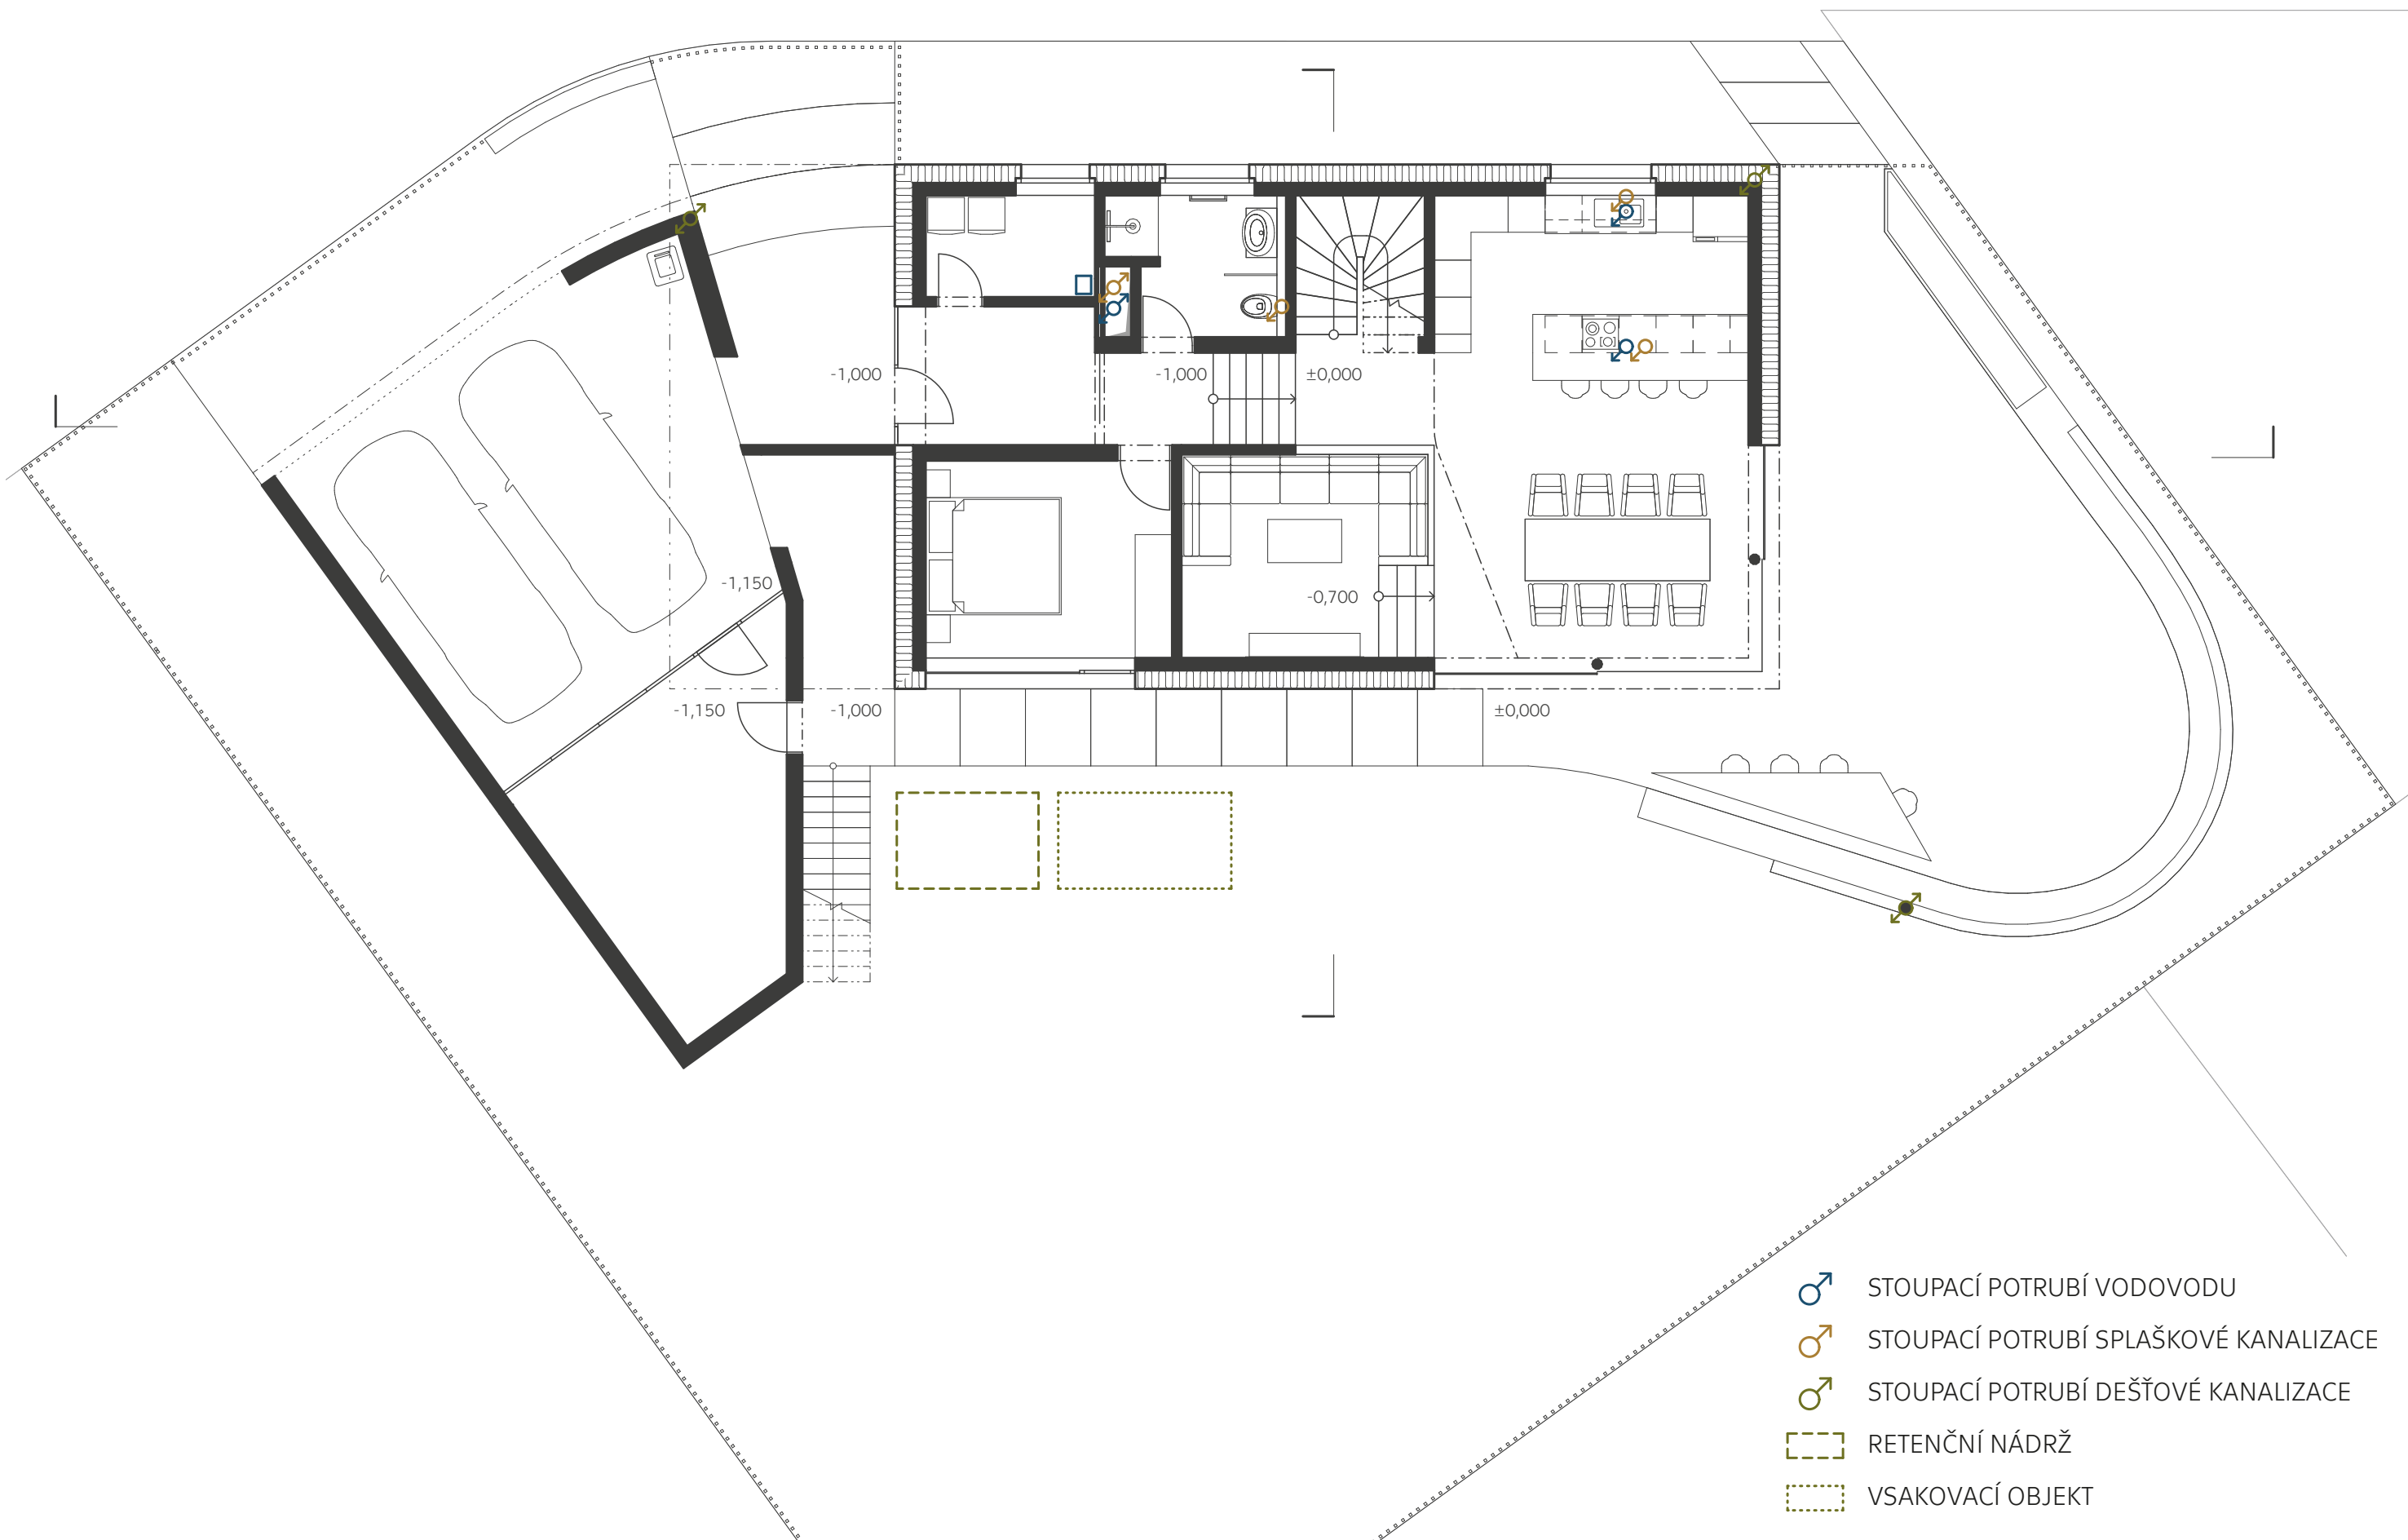 -1,000
-1,000
±0,000
-1,150
-0,700
-1,150
-1,000
±0,000
STOUPACÍ POTRUBÍ VODOVODU
STOUPACÍ POTRUBÍ SPLAŠKOVÉ KANALIZACE
STOUPACÍ POTRUBÍ DEŠŤOVÉ KANALIZACE
RETENČNÍ NÁDRŽ
VSAKOVACÍ OBJEKT